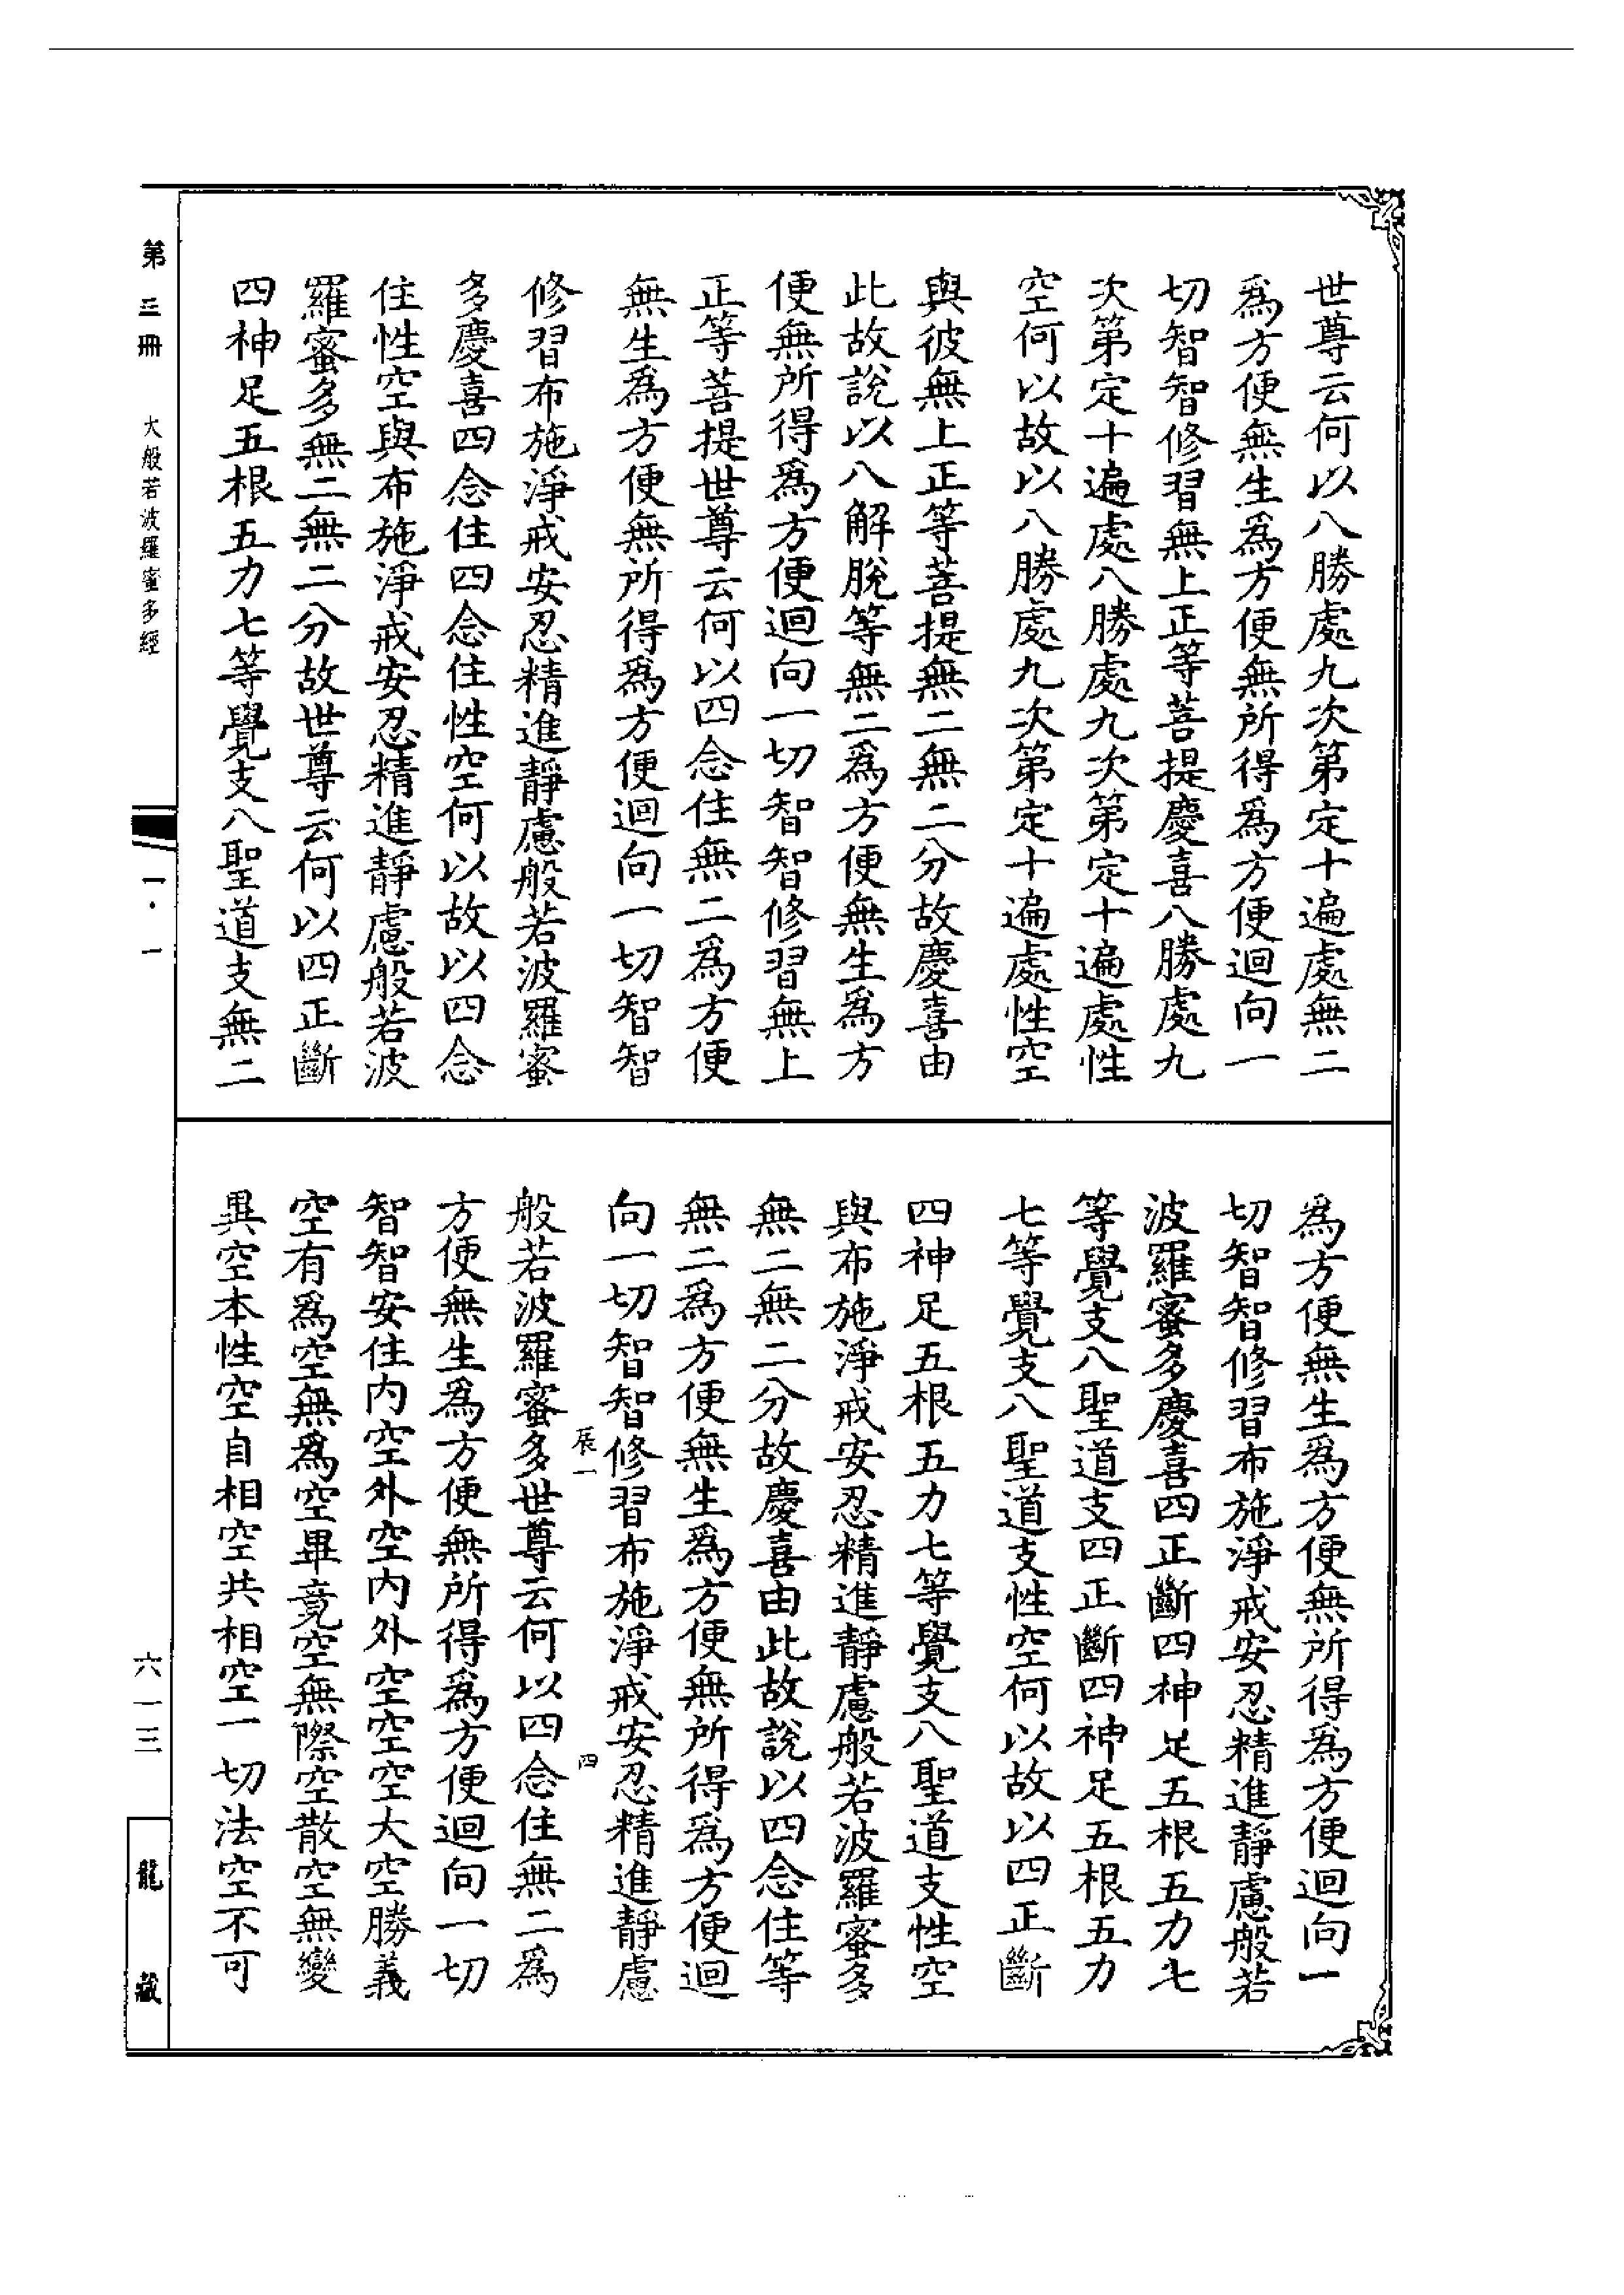 世尊云何以八勝處九次第定十遍處無二
爲方便無生爲方便無所得爲方便迴向一
切智智修習無上正等菩提慶喜八勝處九
次第定十遍處八勝處九次第定十遍處性
空何以故以八勝處九次第定十遍處性空
與彼無上正等菩提無二無二分故慶喜由
此故說以八解脫等無二爲方便無生爲方
便無所得爲方便迴向一切智智修習無上
正等菩提世尊云何以四念住無二爲方便
無生爲方便無所得爲方便迴向一切智智
修習布施淨戒安忍精進靜慮般若波羅蜜
多慶喜四念住四念住性空何以故以四念
住性空與布施淨戒安忍精進靜慮般若波
羅蜜多無二無二分故世尊云何以四正斷
四神足五根五力七等覺支八聖道支無二
爲方便無生爲方便無所得爲方便迴向一
切智智修習布施淨戒安忍精進靜慮般若
波羅蜜多慶喜四正斷四神足五根五力七
等覺支八聖道支四正斷四神足五根五力
七等覺支八聖道支性空何以故以四正斷
四神足五根五力七等覺支八聖道支性空
與布施淨戒安忍精進靜慮般若波羅蜜多
無二無二分故慶喜由此故說以四念住等
無二爲方便無生爲方便無所得爲方便迴
向一切智智修習布施淨戒安忍精進靜慮
辰一 四
般若波羅蜜多世尊云何以四念住無二爲
方便無生爲方便無所得爲方便迴向一切
智智安住內空外空內外空空空大空勝義
空有爲空無爲空畢竟空無際空散空無變
異空本性空自相空共相空一切法空不可
第三冊 大般若波羅蜜多經 一·一 六一三 龍藏